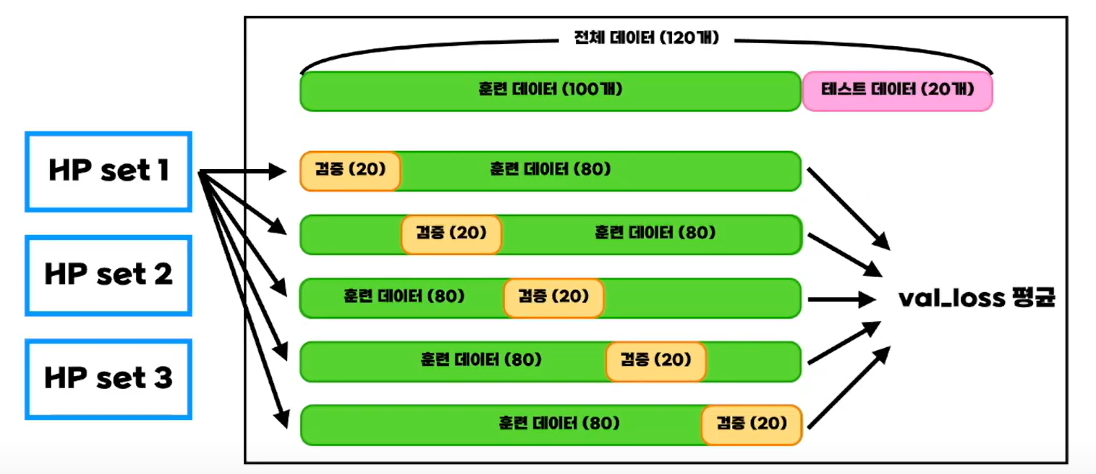 전체 데이터 (120개)
훈련 데이터 (100개)
테스트 데이터 (20개)
HP set 1
HP set 2
HP set 3
검증 (20)
훈련 데이터 (80)
검증 (20)
훈련 데이터 (80)
훈련 데이터 (80)
검증 (20)
훈련 데이터 (80)
검증 (20)
훈련 데이터 (80)
검증 (20)
val_loss 평균